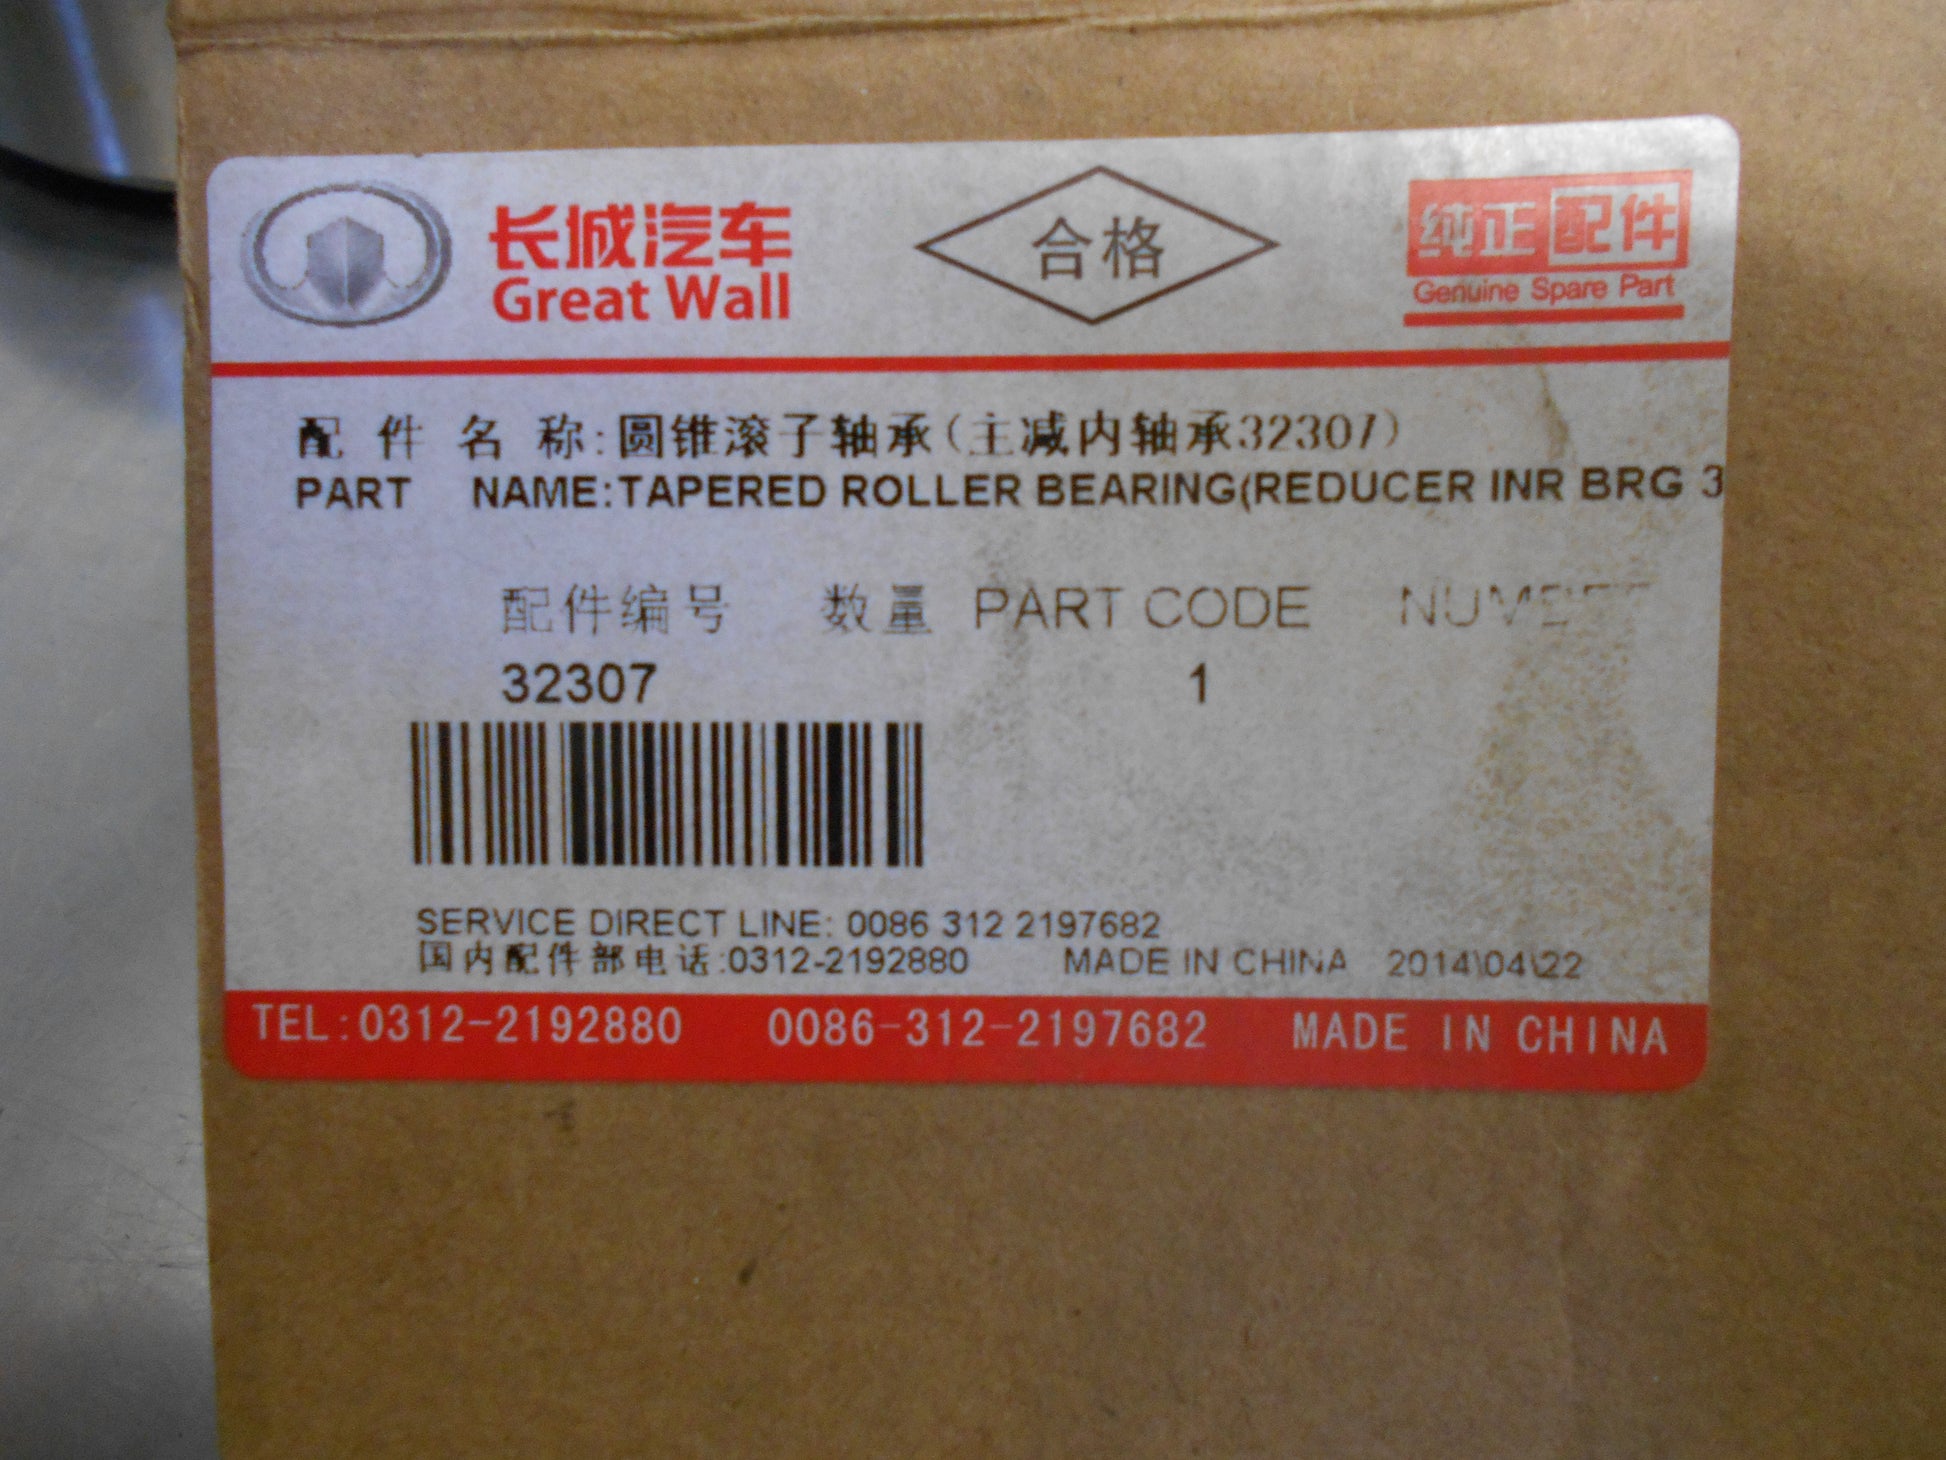 长城汽车
Great Wall
合格
纯正配件
Genuine Spare Part
配 件 名 称:圆锥滚子轴承(主减内轴承32307)
PART NAME:TAPERED ROLLER BEARING(REDUCER INR BRG 3
配件编号 数量 PART CODE
32307 1
SERVICE DIRECT LINE: 0086 312 2197682
国内配件部电话:0312-2192880 MADE IN CHINA 2014\04\22
TEL:0312-2192880 0086-312-2197682 MADE IN CHINA